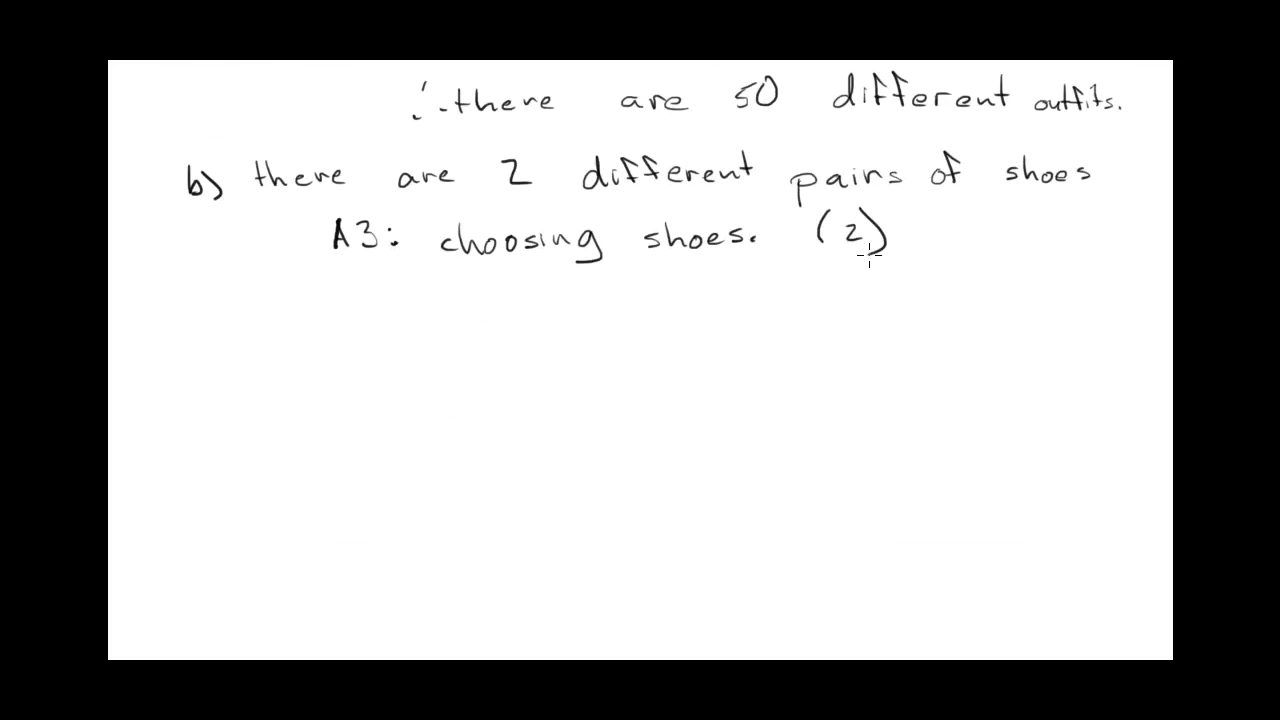 ∴ there are 50 different outfits.
b) there are 2 different pairs of shoes
A3: choosing shoes. (2)